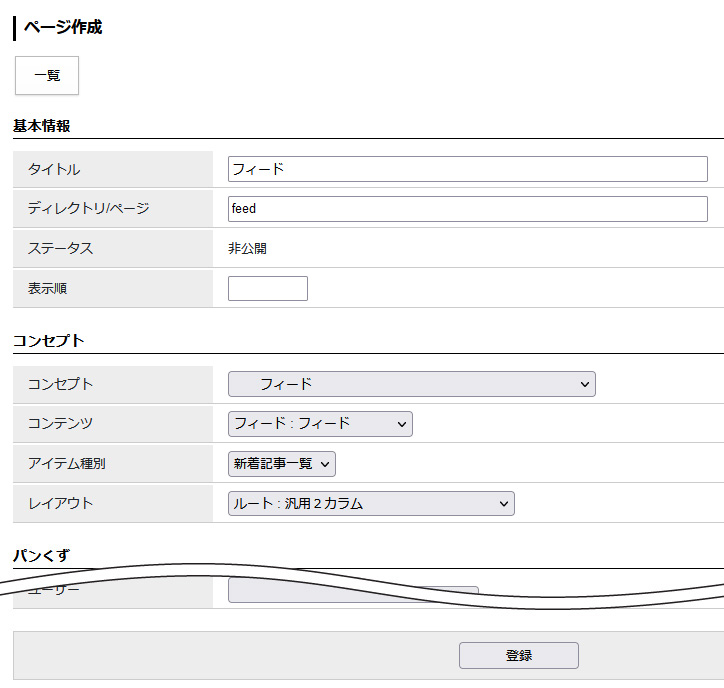 ページ作成
一覧
基本情報
タイトル フィード
ディレクトリ/ページ feed
ステータス 非公開
表示順
コンセプト
コンセプト フィード
コンテンツ フィード : フィード
アイテム種別 新着記事一覧
レイアウト ルート : 汎用２カラム
パンくず
ユーザー
登録